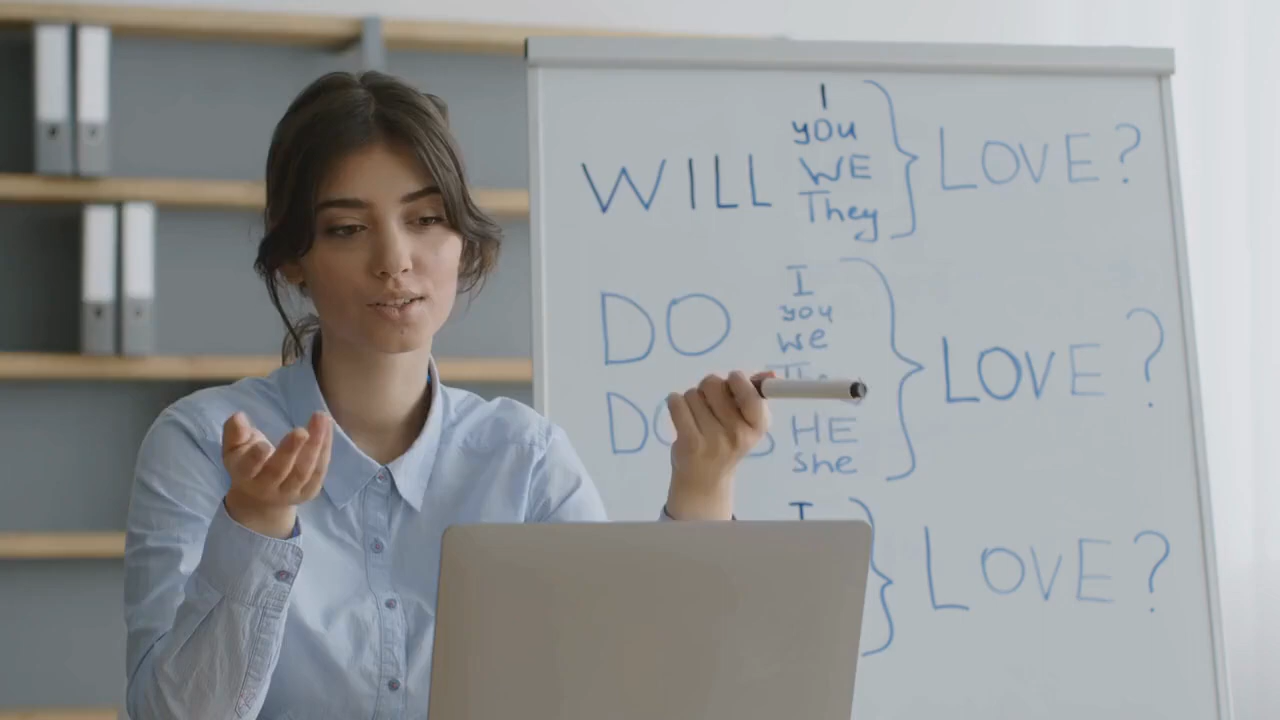 WILL I you WE They } LOVE ?
DO I you we } LOVE ?
HE she
I } LOVE ?